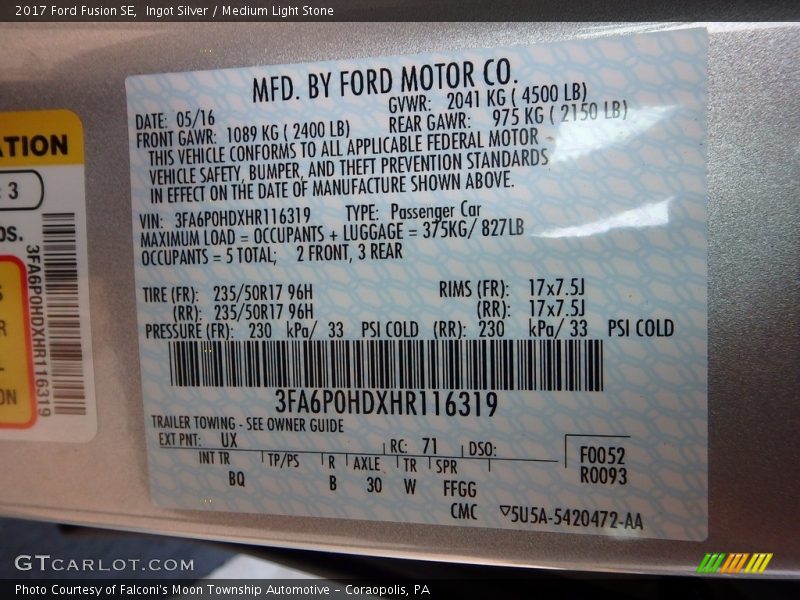 2017 Ford Fusion SE,  Ingot Silver / Medium Light Stone
MFD. BY FORD MOTOR CO.
DATE: 05/16 GVWR: 2041 KG ( 4500 LB)
FRONT GAWR: 1089 KG ( 2400 LB) REAR GAWR: 975 KG ( 2150 LB)
THIS VEHICLE CONFORMS TO ALL APPLICABLE FEDERAL MOTOR
VEHICLE SAFETY, BUMPER, AND THEFT PREVENTION STANDARDS
IN EFFECT ON THE DATE OF MANUFACTURE SHOWN ABOVE.
VIN: 3FA6P0HDXHR116319 TYPE: Passenger Car
MAXIMUM LOAD = OCCUPANTS + LUGGAGE = 375KG/ 827LB
OCCUPANTS = 5 TOTAL; 2 FRONT, 3 REAR
TIRE (FR): 235/50R17 96H RIMS (FR): 17x7.5J
(RR): 235/50R17 96H (RR): 17x7.5J
PRESSURE (FR): 230 kPa/ 33 PSI COLD (RR): 230 kPa/ 33 PSI COLD
3FA6P0HDXHR116319
TRAILER TOWING - SEE OWNER GUIDE
EXT PNT: UX RC: 71 DSO:
INT TR TP/PS R AXLE TR SPR
BQ B 30 W FFGG
F0052
R0093
CMC ▽5U5A-5420472-AA
ATION
3
DS.
3FA6P0HDXHR116319
S
R
L
ON
GTCARLOT.COM
Photo Courtesy of Falconi's Moon Township Automotive – Coraopolis, PA